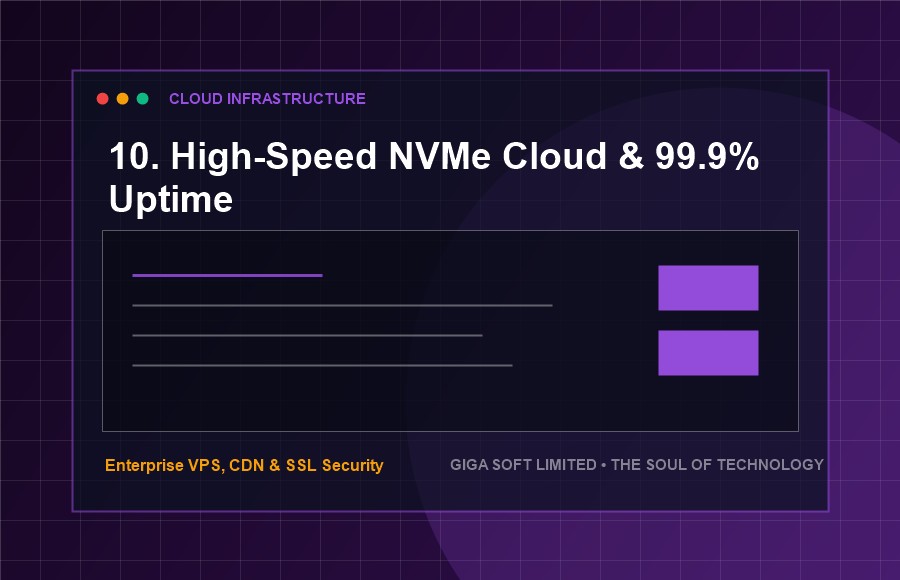 CLOUD INFRASTRUCTURE
10. High-Speed NVMe Cloud & 99.9%
Uptime
Enterprise VPS, CDN & SSL Security
GIGA SOFT LIMITED • THE SOUL OF TECHNOLOGY